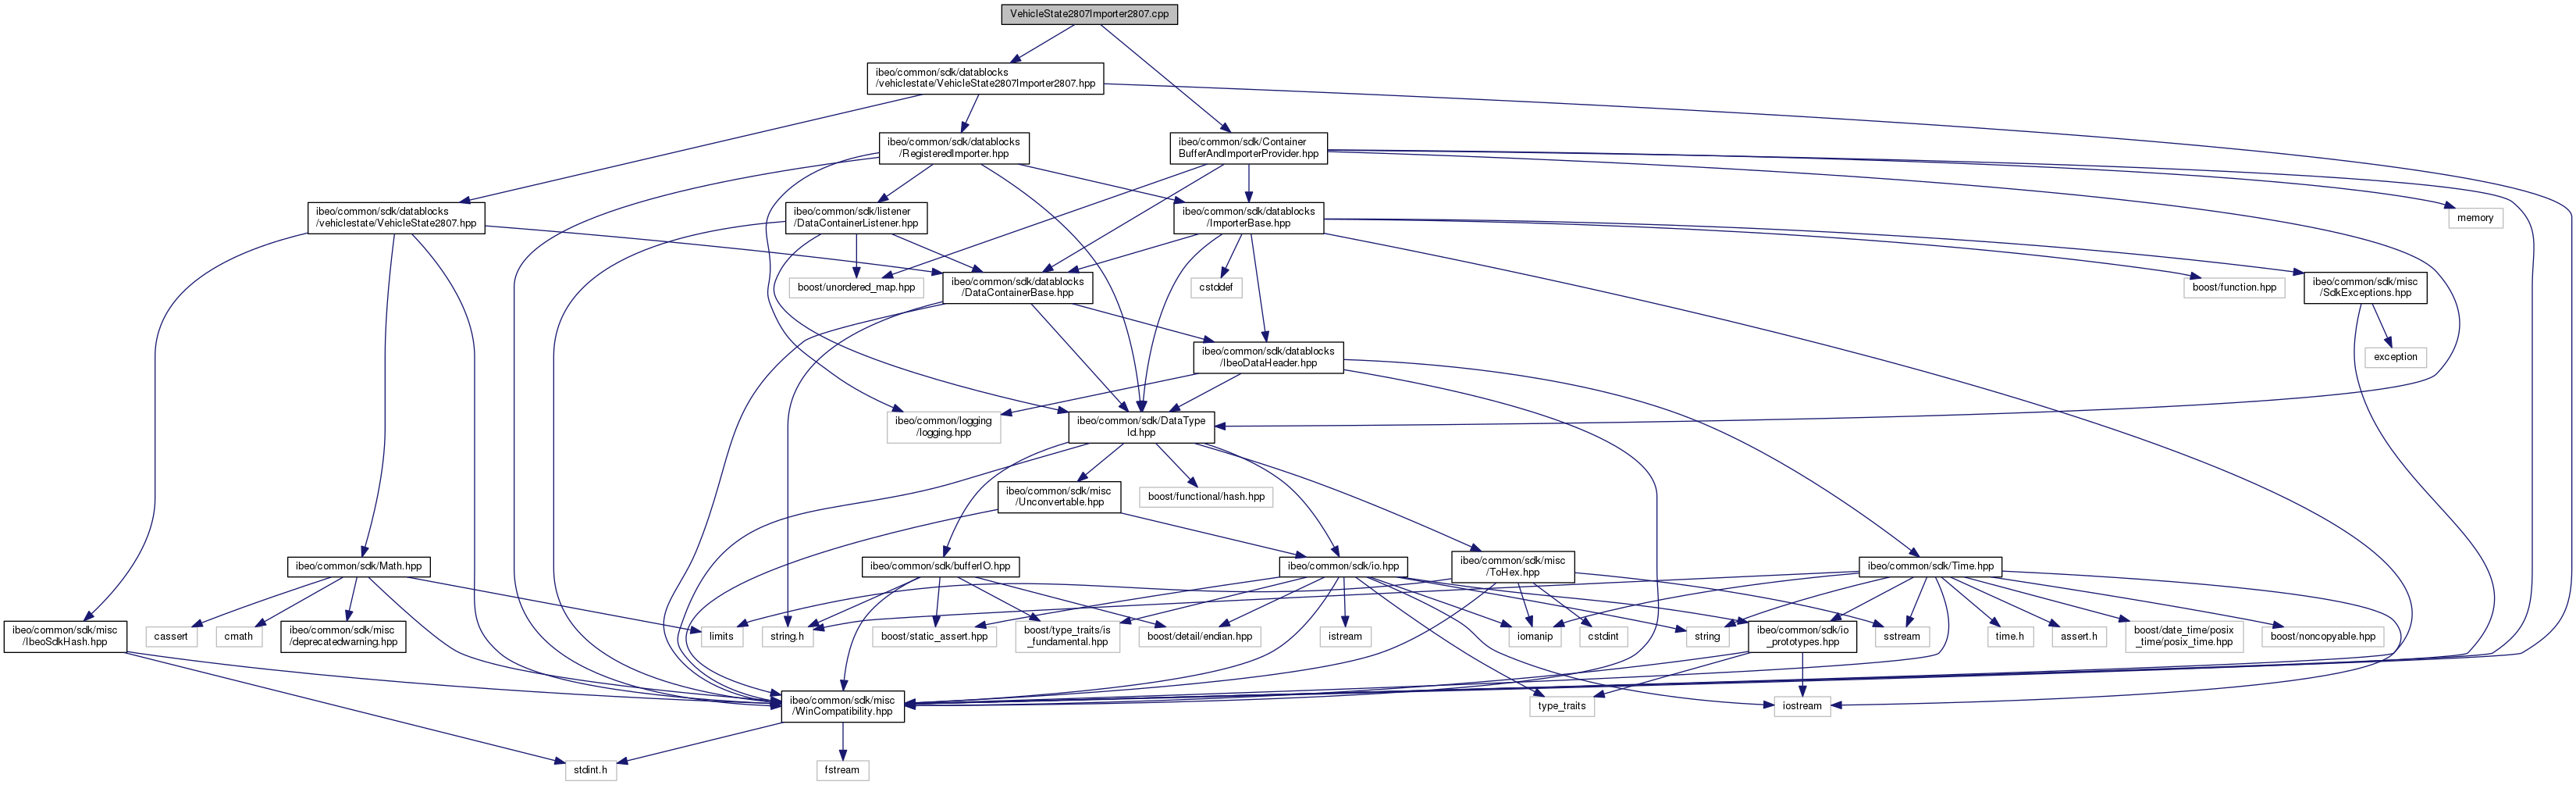 VehicleState2807Importer2807.cpp
ibeo/common/sdk/datablocks
/vehiclestate/VehicleState2807Importer2807.hpp
ibeo/common/sdk/datablocks
/RegisteredImporter.hpp
ibeo/common/sdk/Container
BufferAndImporterProvider.hpp
ibeo/common/sdk/datablocks
/vehiclestate/VehicleState2807.hpp
ibeo/common/sdk/listener
/DataContainerListener.hpp
ibeo/common/sdk/datablocks
/ImporterBase.hpp
memory
boost/unordered_map.hpp
ibeo/common/sdk/datablocks
/DataContainerBase.hpp
cstddef
boost/function.hpp
ibeo/common/sdk/misc
/SdkExceptions.hpp
ibeo/common/sdk/datablocks
/IbeoDataHeader.hpp
exception
ibeo/common/logging
/logging.hpp
ibeo/common/sdk/DataType
Id.hpp
ibeo/common/sdk/misc
/Unconvertable.hpp
boost/functional/hash.hpp
ibeo/common/sdk/Math.hpp
ibeo/common/sdk/bufferIO.hpp
ibeo/common/sdk/io.hpp
ibeo/common/sdk/misc
/ToHex.hpp
ibeo/common/sdk/Time.hpp
ibeo/common/sdk/misc
/IbeoSdkHash.hpp
cassert
cmath
ibeo/common/sdk/misc
/deprecatedwarning.hpp
limits
string.h
boost/static_assert.hpp
boost/type_traits/is
_fundamental.hpp
boost/detail/endian.hpp
istream
iomanip
cstdint
string
ibeo/common/sdk/io
_prototypes.hpp
sstream
time.h
assert.h
boost/date_time/posix
_time/posix_time.hpp
boost/noncopyable.hpp
ibeo/common/sdk/misc
/WinCompatibility.hpp
type_traits
iostream
stdint.h
fstream